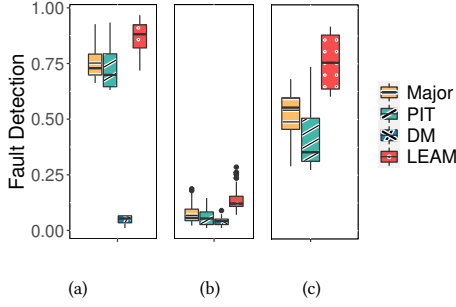 1.00
0.75
0.50
0.25
0.00
Fault Detection
Major
PIT
DM
LEAM
(a) (b) (c)